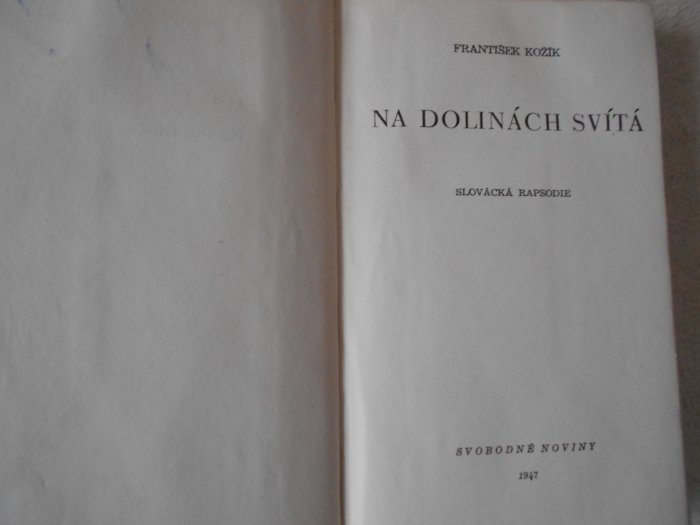 FRANTIŠEK KOŽÍK
NA DOLINÁCH SVÍTÁ
SLOVÁCKÁ RAPSODIE
SVOBODNÉ NOVINY
1947